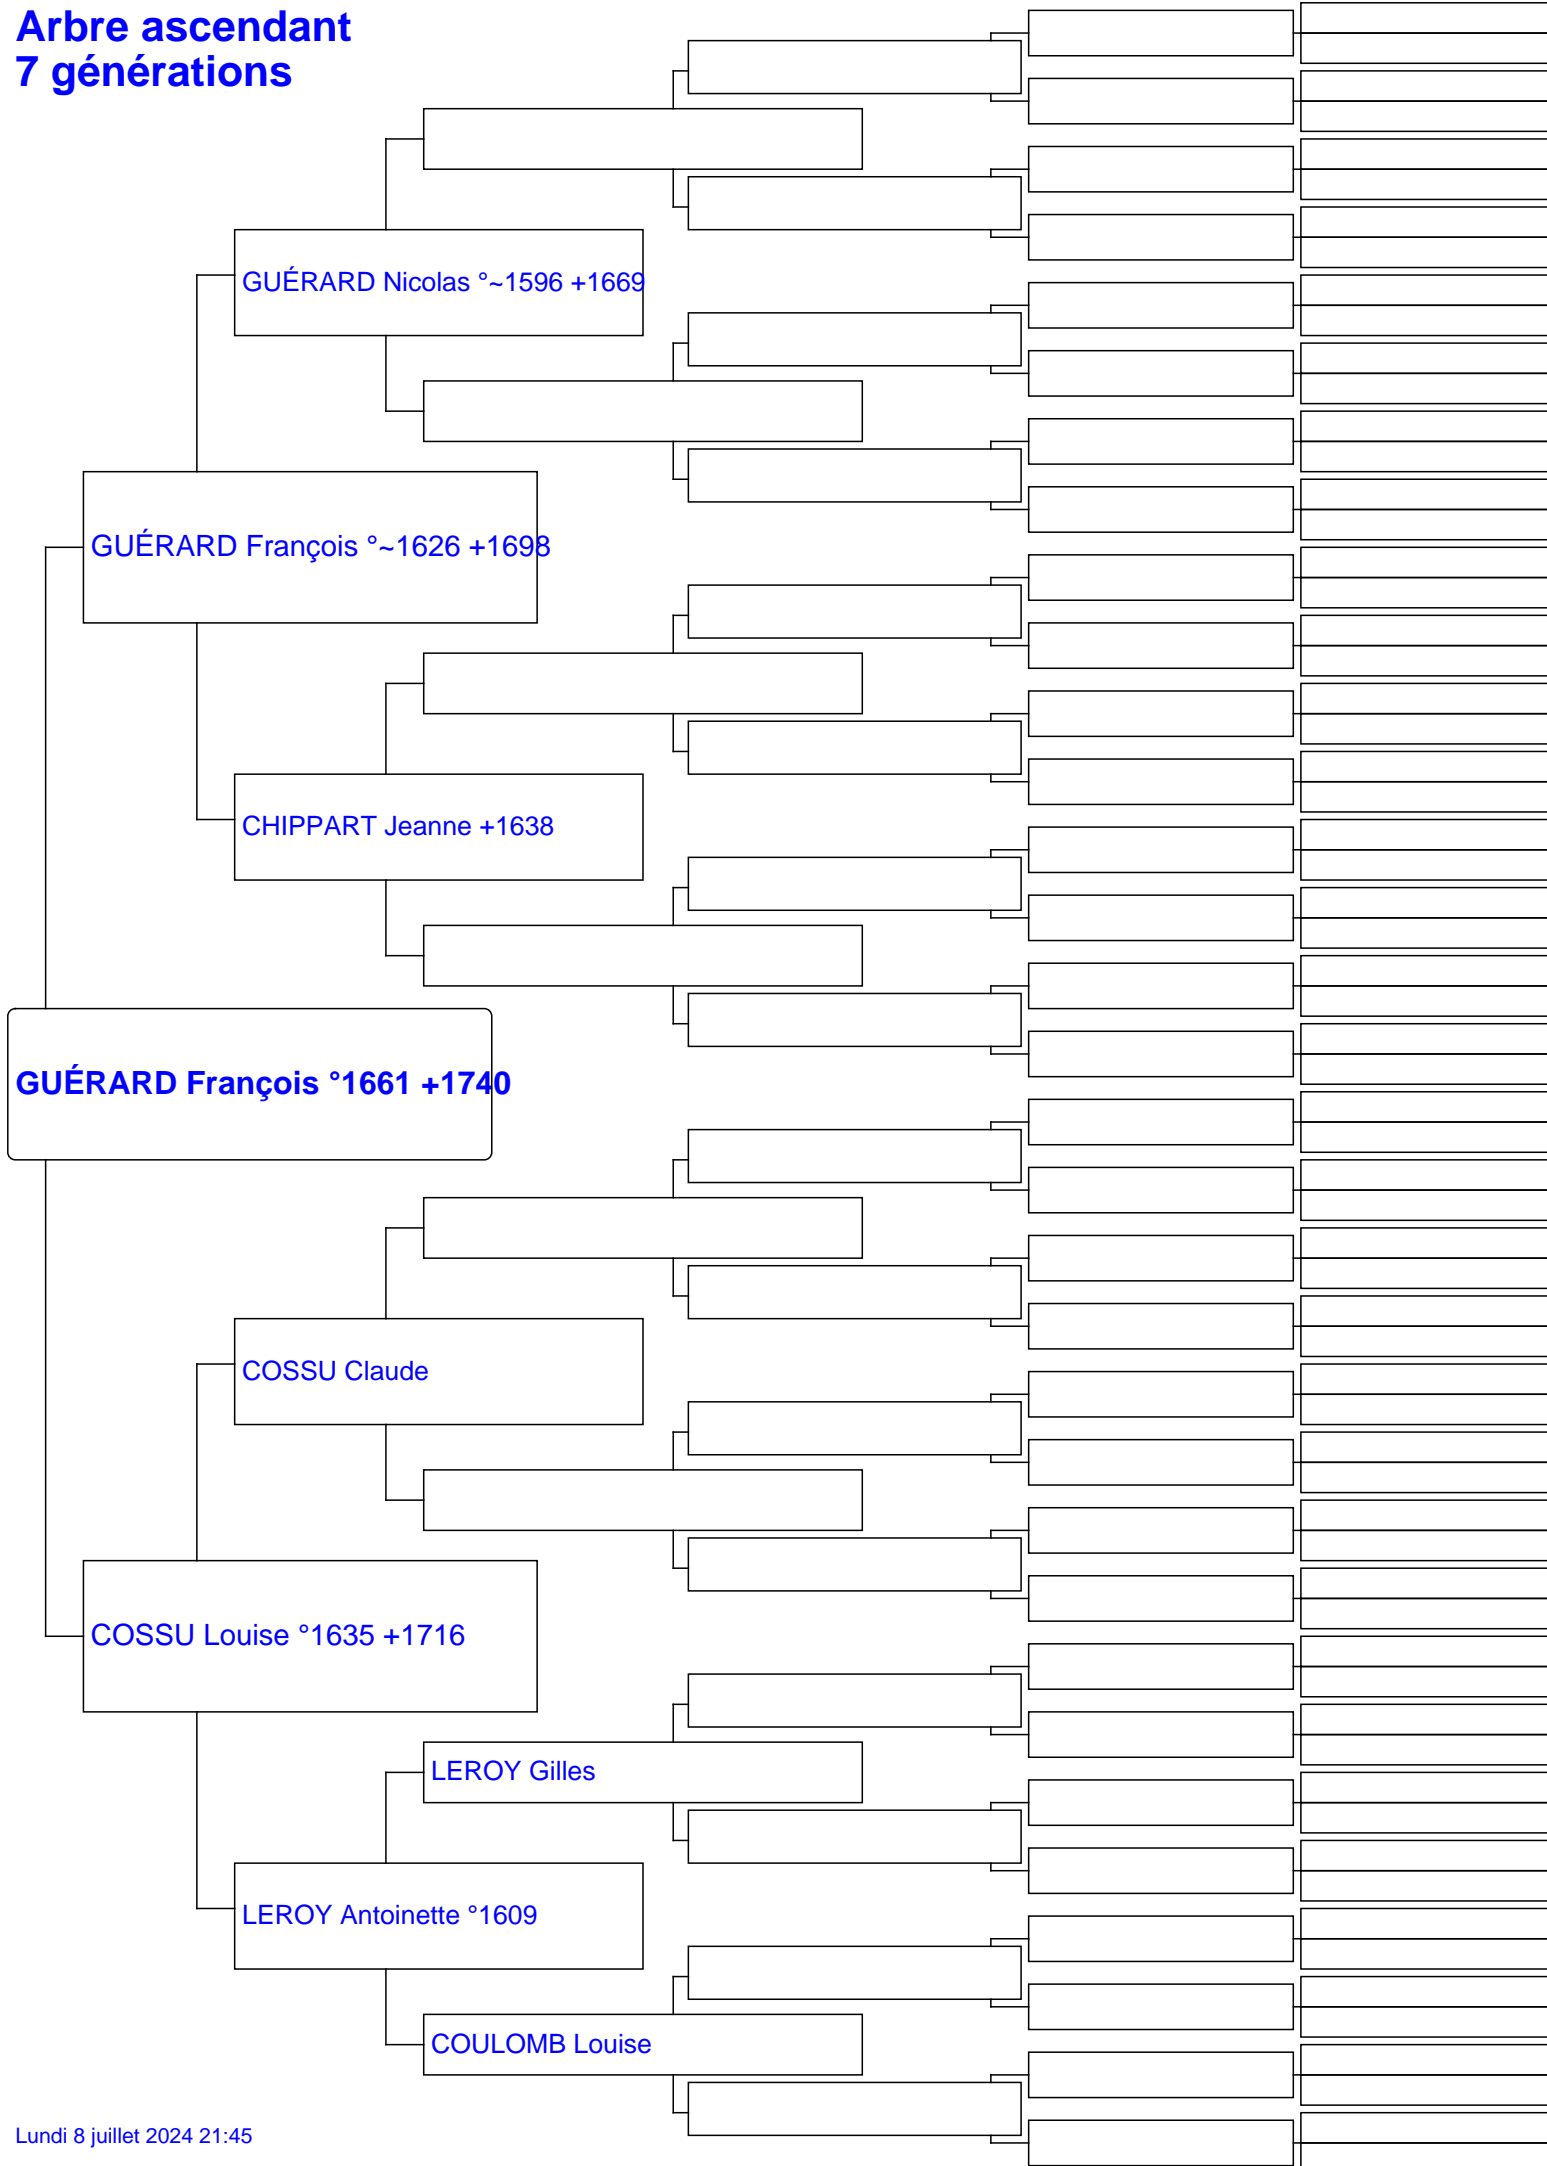 Arbre ascendant
7 générations
GUÉRARD Nicolas °~1596 +1669
GUÉRARD François °~1626 +1698
CHIPPART Jeanne +1638
GUÉRARD François °1661 +1740
COSSU Claude
COSSU Louise °1635 +1716
LEROY Gilles
LEROY Antoinette °1609
COULOMB Louise
Lundi 8 juillet 2024 21:45